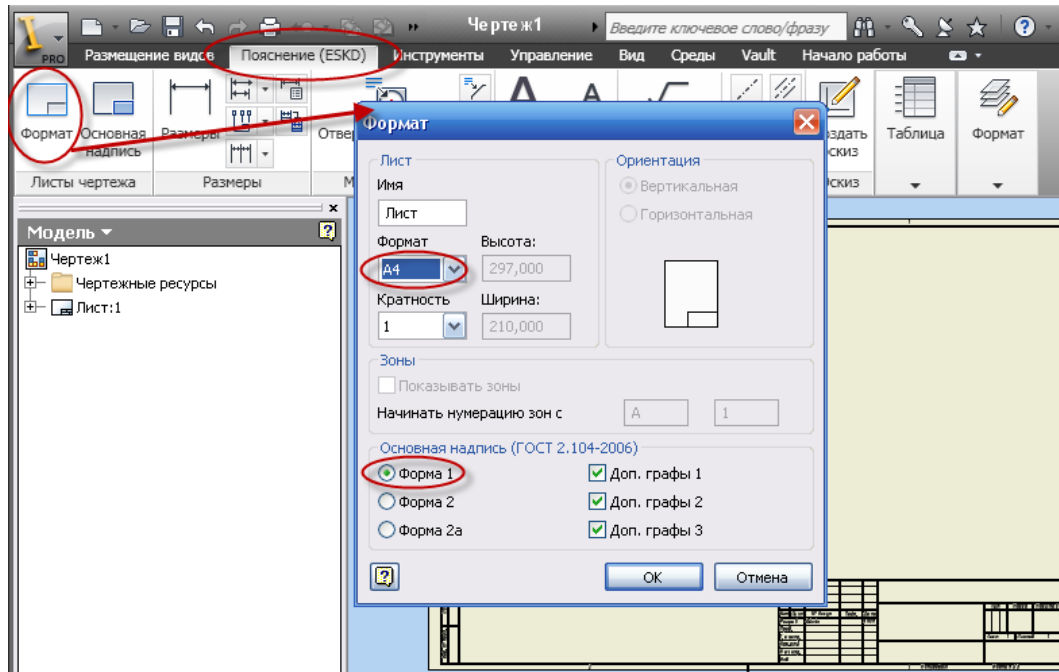 Чертеж1 Введите ключевое слово/фразу
PRO Размещение видов Пояснение (ESKD) Инструменты Управление Вид Среды Vault Начало работы
Формат Основная надпись Размеры Таблица Формат
Листы чертежа Размеры
Модель
Чертеж1
Чертежные ресурсы
Лист:1
Формат
Лист
Имя
Лист
Формат Высота:
A4 297,000
Кратность Ширина:
1 210,000
Ориентация
Вертикальная
Горизонтальная
Зоны
Показывать зоны
Начинать нумерацию зон с A 1
Основная надпись (ГОСТ 2.104-2006)
Форма 1 Доп. графы 1
Форма 2 Доп. графы 2
Форма 2а Доп. графы 3
OK Отмена